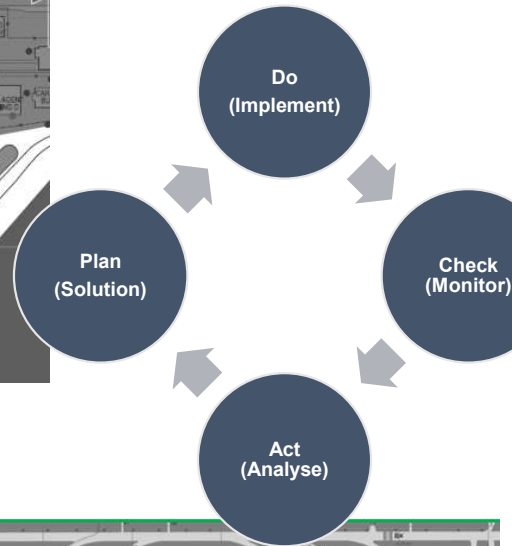 Do
(Implement)
Plan
(Solution)
Check
(Monitor)
Act
(Analyse)